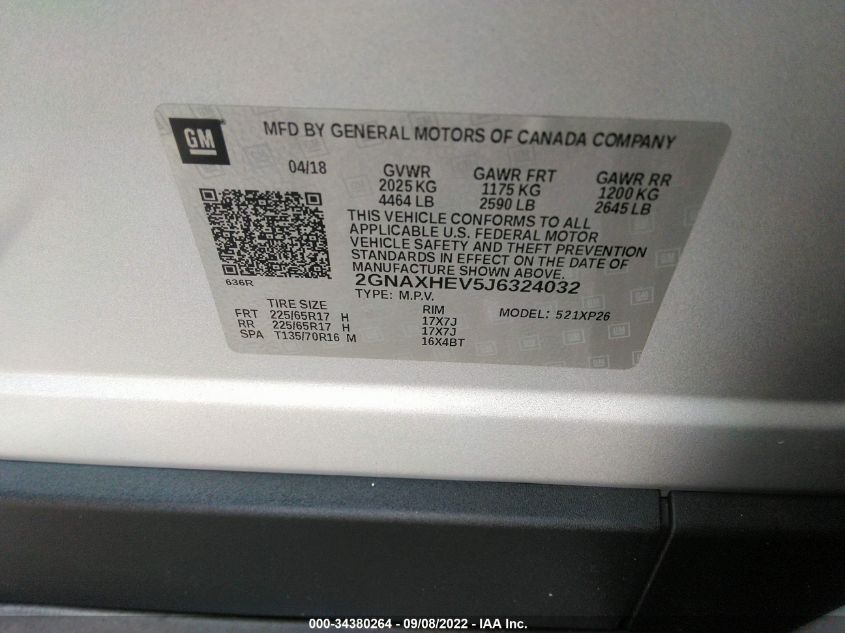 GM
MFD BY GENERAL MOTORS OF CANADA COMPANY
04/18 GVWR GAWR FRT GAWR RR
2025 KG 1175 KG 1200 KG
4464 LB 2590 LB 2645 LB
THIS VEHICLE CONFORMS TO ALL
APPLICABLE U.S. FEDERAL MOTOR
VEHICLE SAFETY AND THEFT PREVENTION
STANDARDS IN EFFECT ON THE DATE OF
MANUFACTURE SHOWN ABOVE.
636R 2GNAXHEV5J6324032
TYPE: M.P.V.
TIRE SIZE RIM MODEL: 521XP26
FRT 225/65R17 H 17X7J
RR 225/65R17 H 17X7J
SPA T135/70R16 M 16X4BT
000-34380264 - 09/08/2022 - IAA Inc.